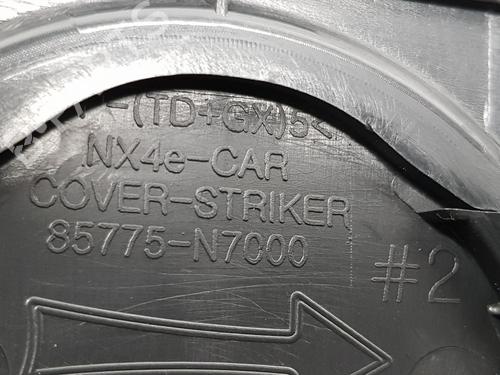 -(TD+GX)5<
NX4e-CAR
COVER-STRIKER
85775-N7000
#2